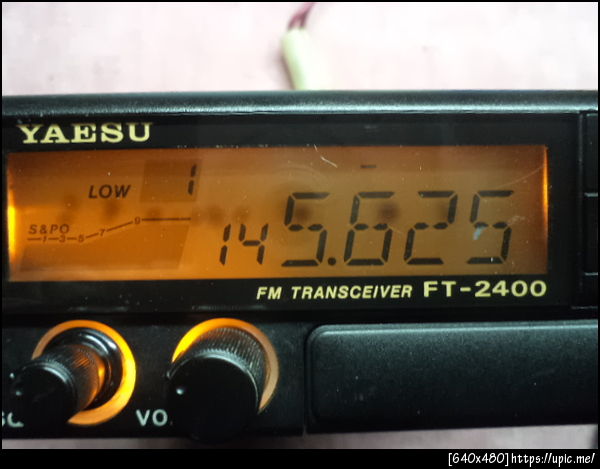 YAESU
LOW 1
S&PO
1-3-5-7-9
145.625
FM TRANSCEIVER FT-2400
VO
[640x480]https://upic.me/